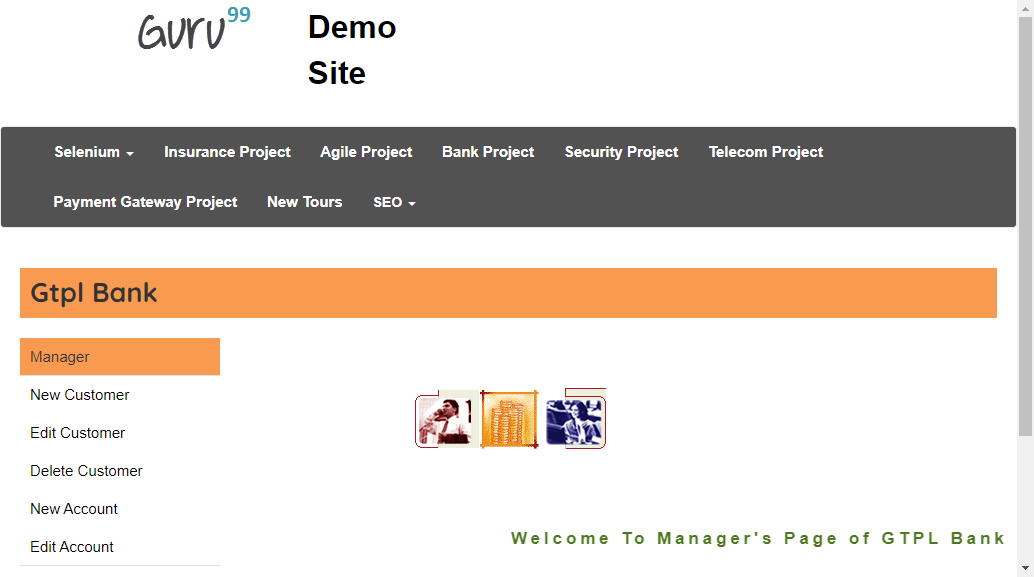 Guru99
Demo
Site
Selenium
Insurance Project
Agile Project
Bank Project
Security Project
Telecom Project
Payment Gateway Project
New Tours
SEO
Gtpl Bank
Manager
New Customer
Edit Customer
Delete Customer
New Account
Edit Account
Welcome To Manager's Page of GTPL Bank